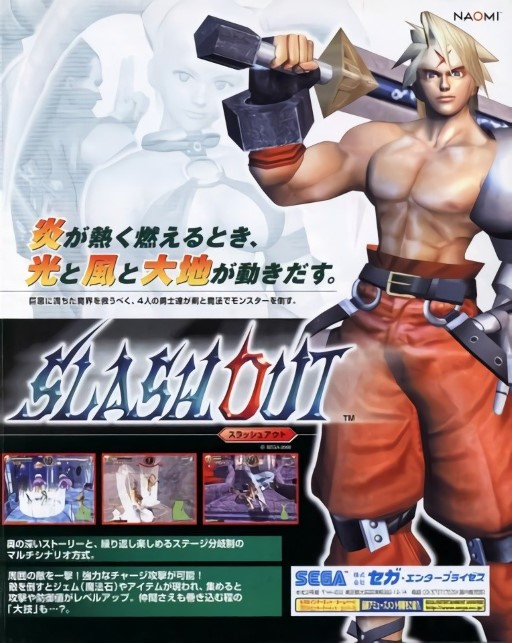 NAOMI™
炎が熱く燃えるとき、
光と風と大地が動きだす。
巨悪に満ちた魔界を救うべく、4人の勇士達が剣と魔法でモンスターを倒す。
SLASHOUT™
スラッシュアウト
© SEGA 2000
奥の深いストーリーと、繰り返し楽しめるステージ分岐制の
マルチシナリオ方式。
周囲の敵を一撃！強力なチャージ攻撃が可能！
敵を倒すとジェム（魔法石）やアイテムが現われ、集めると
攻撃や防御値がレベルアップ。仲間さえも巻き込む程の
「大技」も…？。
SEGA 株式会社 セガ・エンタープライゼス